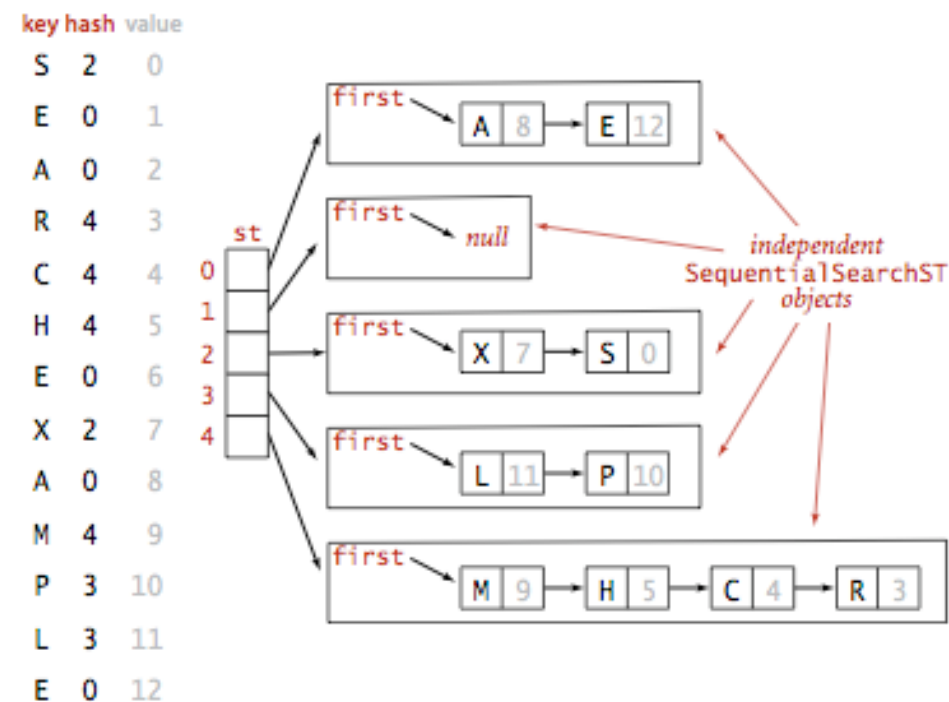 key hash value
S 2 0
E 0 1
A 0 2
R 4 3
C 4 4
H 4 5
E 0 6
X 2 7
A 0 8
M 4 9
P 3 10
L 3 11
E 0 12
st
0
1
2
3
4
first
A 8 E 12
first
null
first
X 7 S 0
first
L 11 P 10
first
M 9 H 5 C 4 R 3
independent
SequentialSearchST
objects